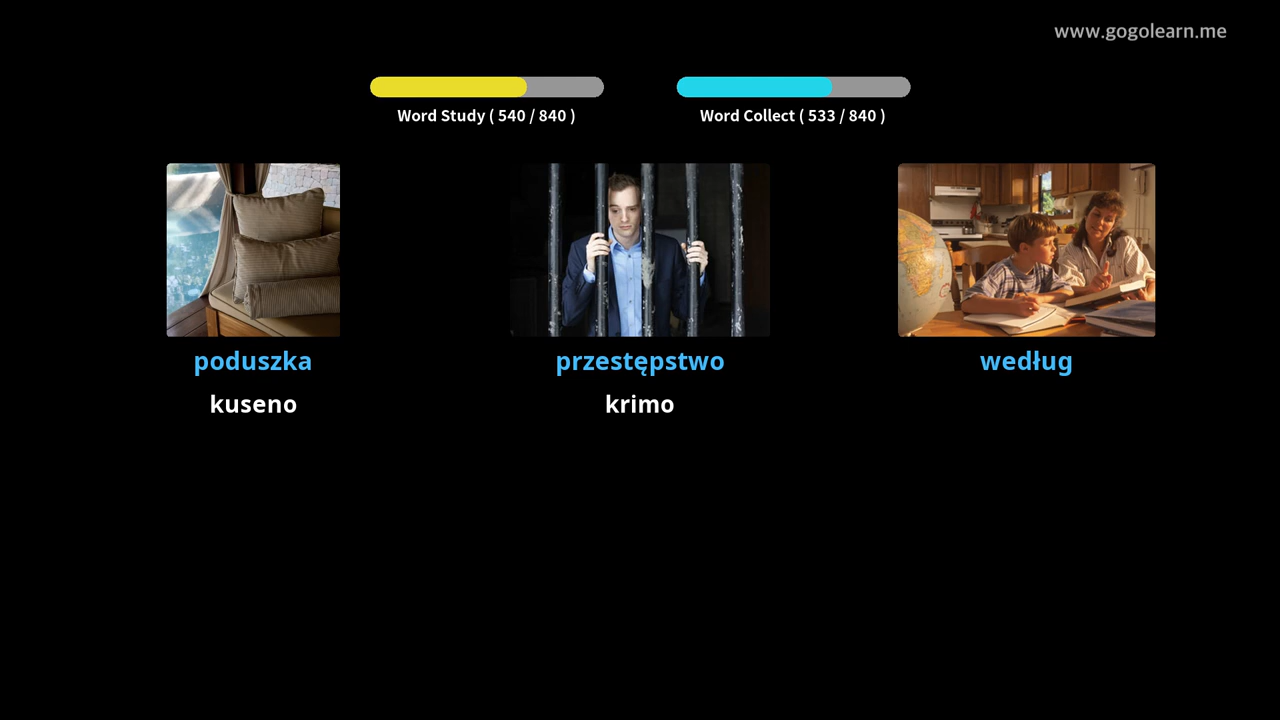 www.gogolearn.me
Word Study ( 540 / 840 )
Word Collect ( 533 / 840 )
poduszka
przestępstwo
według
kuseno
krimo